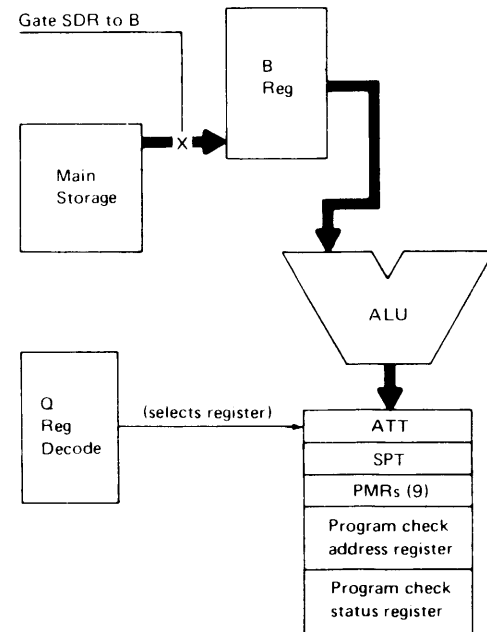 Gate SDR to B
B
Reg
X
Main
Storage
ALU
Q
Reg
Decode
(selects register)
ATT
SPT
PMRs (9)
Program check
address register
Program check
status register